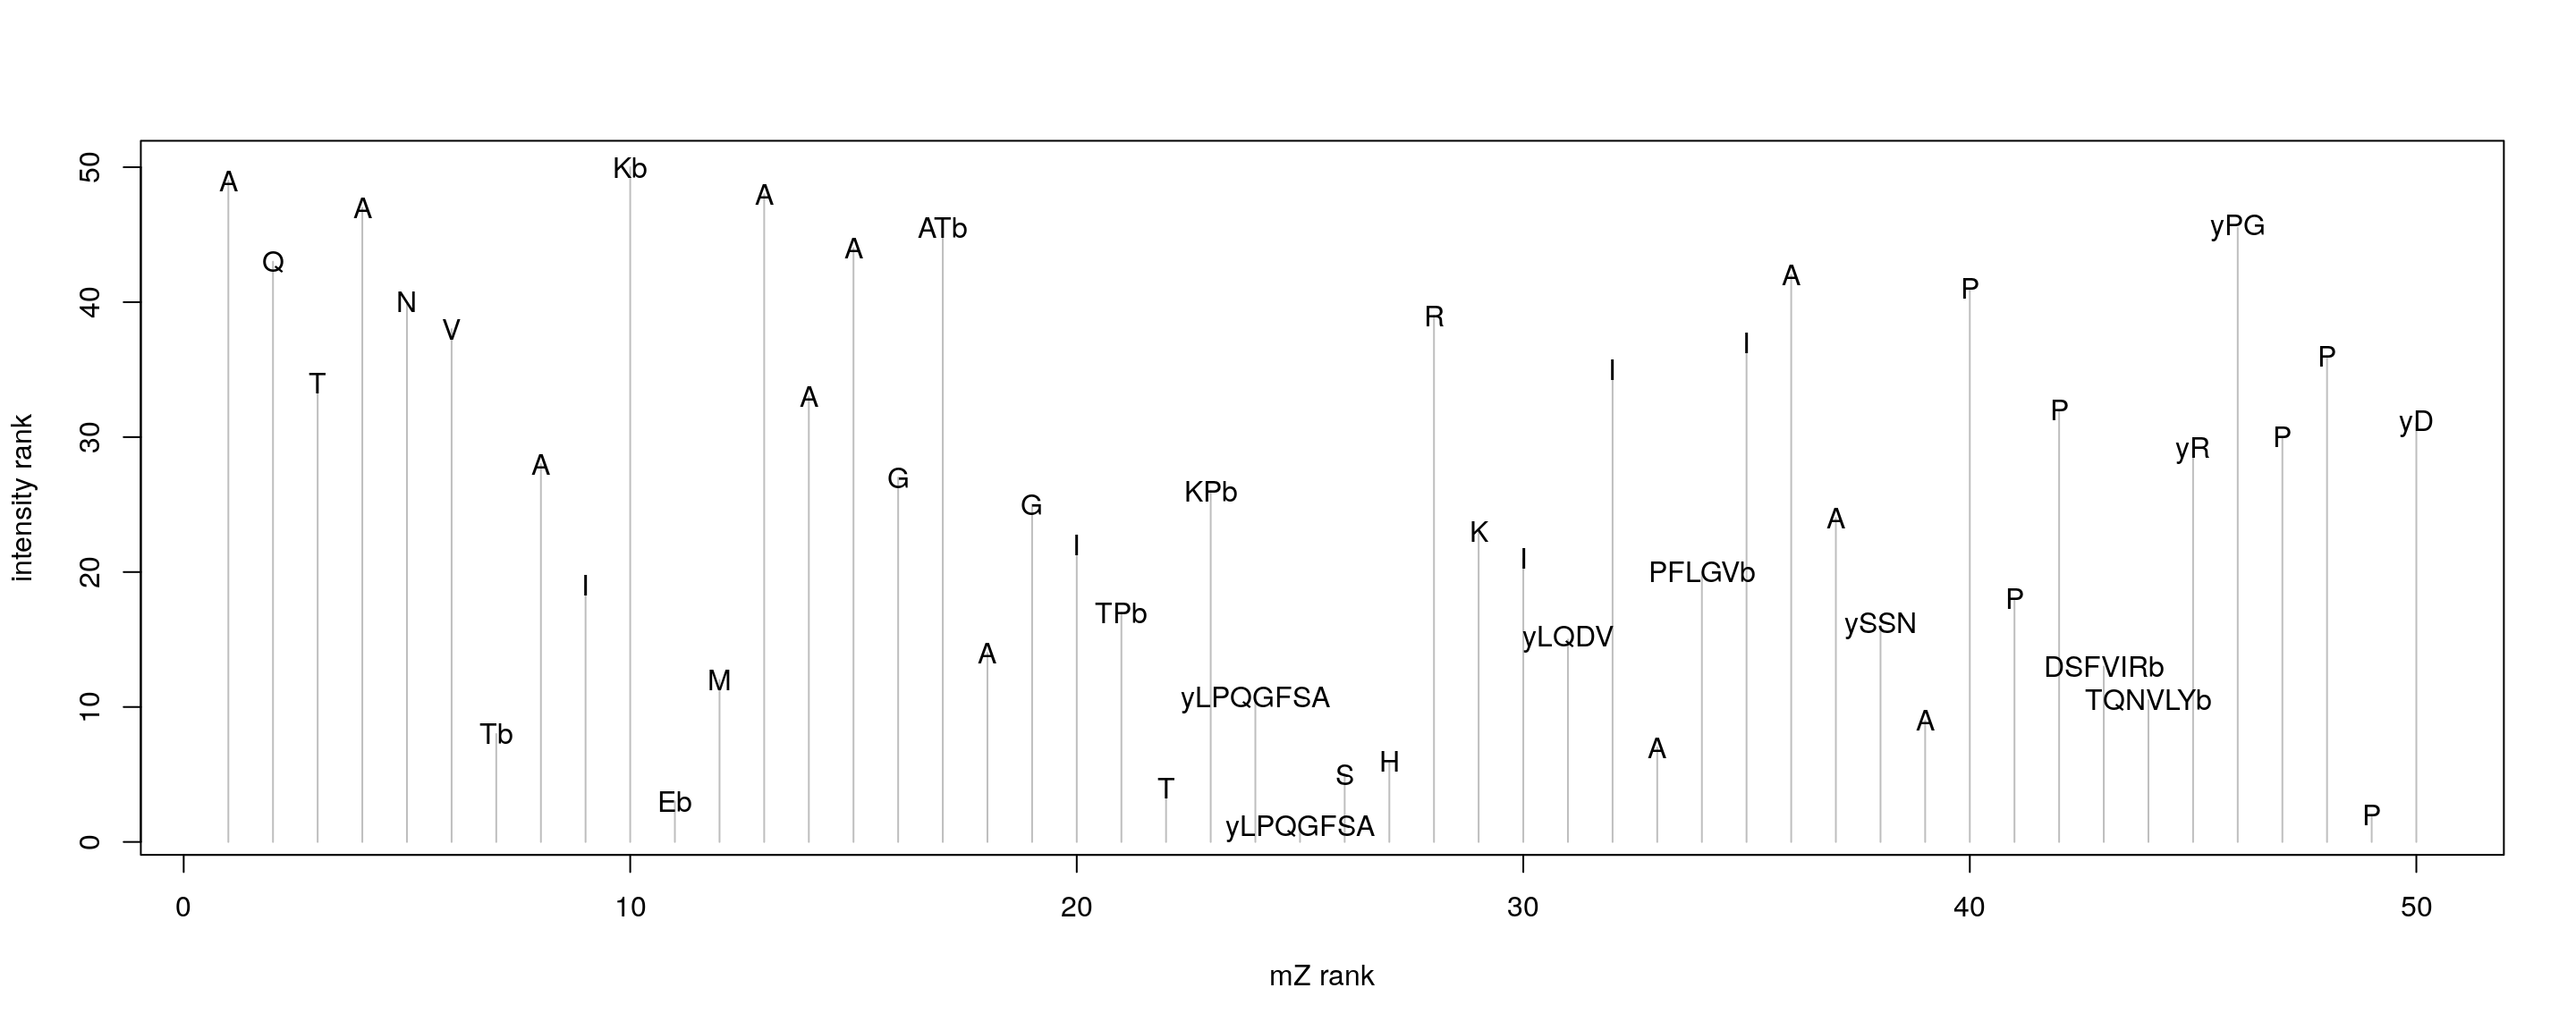 50 Kb
A
A
A
ATb
yPG
A
Q
A
P
40 N
R
V
I
P
I
T
A
P
yD
30 P
yR
A
G
KPb
G
A
K
I
I
20 PFLGVb
I
P
TPb
ySSN
yLQDV
A
DSFVIRb
M
yLPQGFSA
10 TQNVLYb
A
Tb
A
H
S
T
Eb
P
yLPQGFSA
0
intensity rank
0 10 20 30 40 50
mZ rank